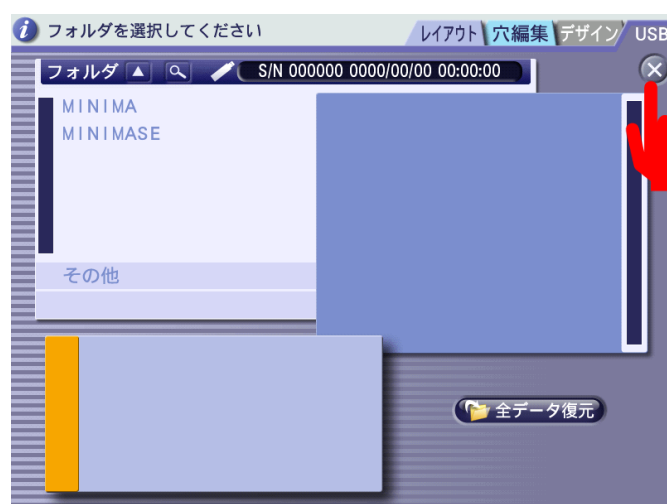 フォルダを選択してください
レイアウト 穴編集 デザイン USB
フォルダ S/N 000000 0000/00/00 00:00:00
MINIMA
MINIMASE
その他
全データ復元